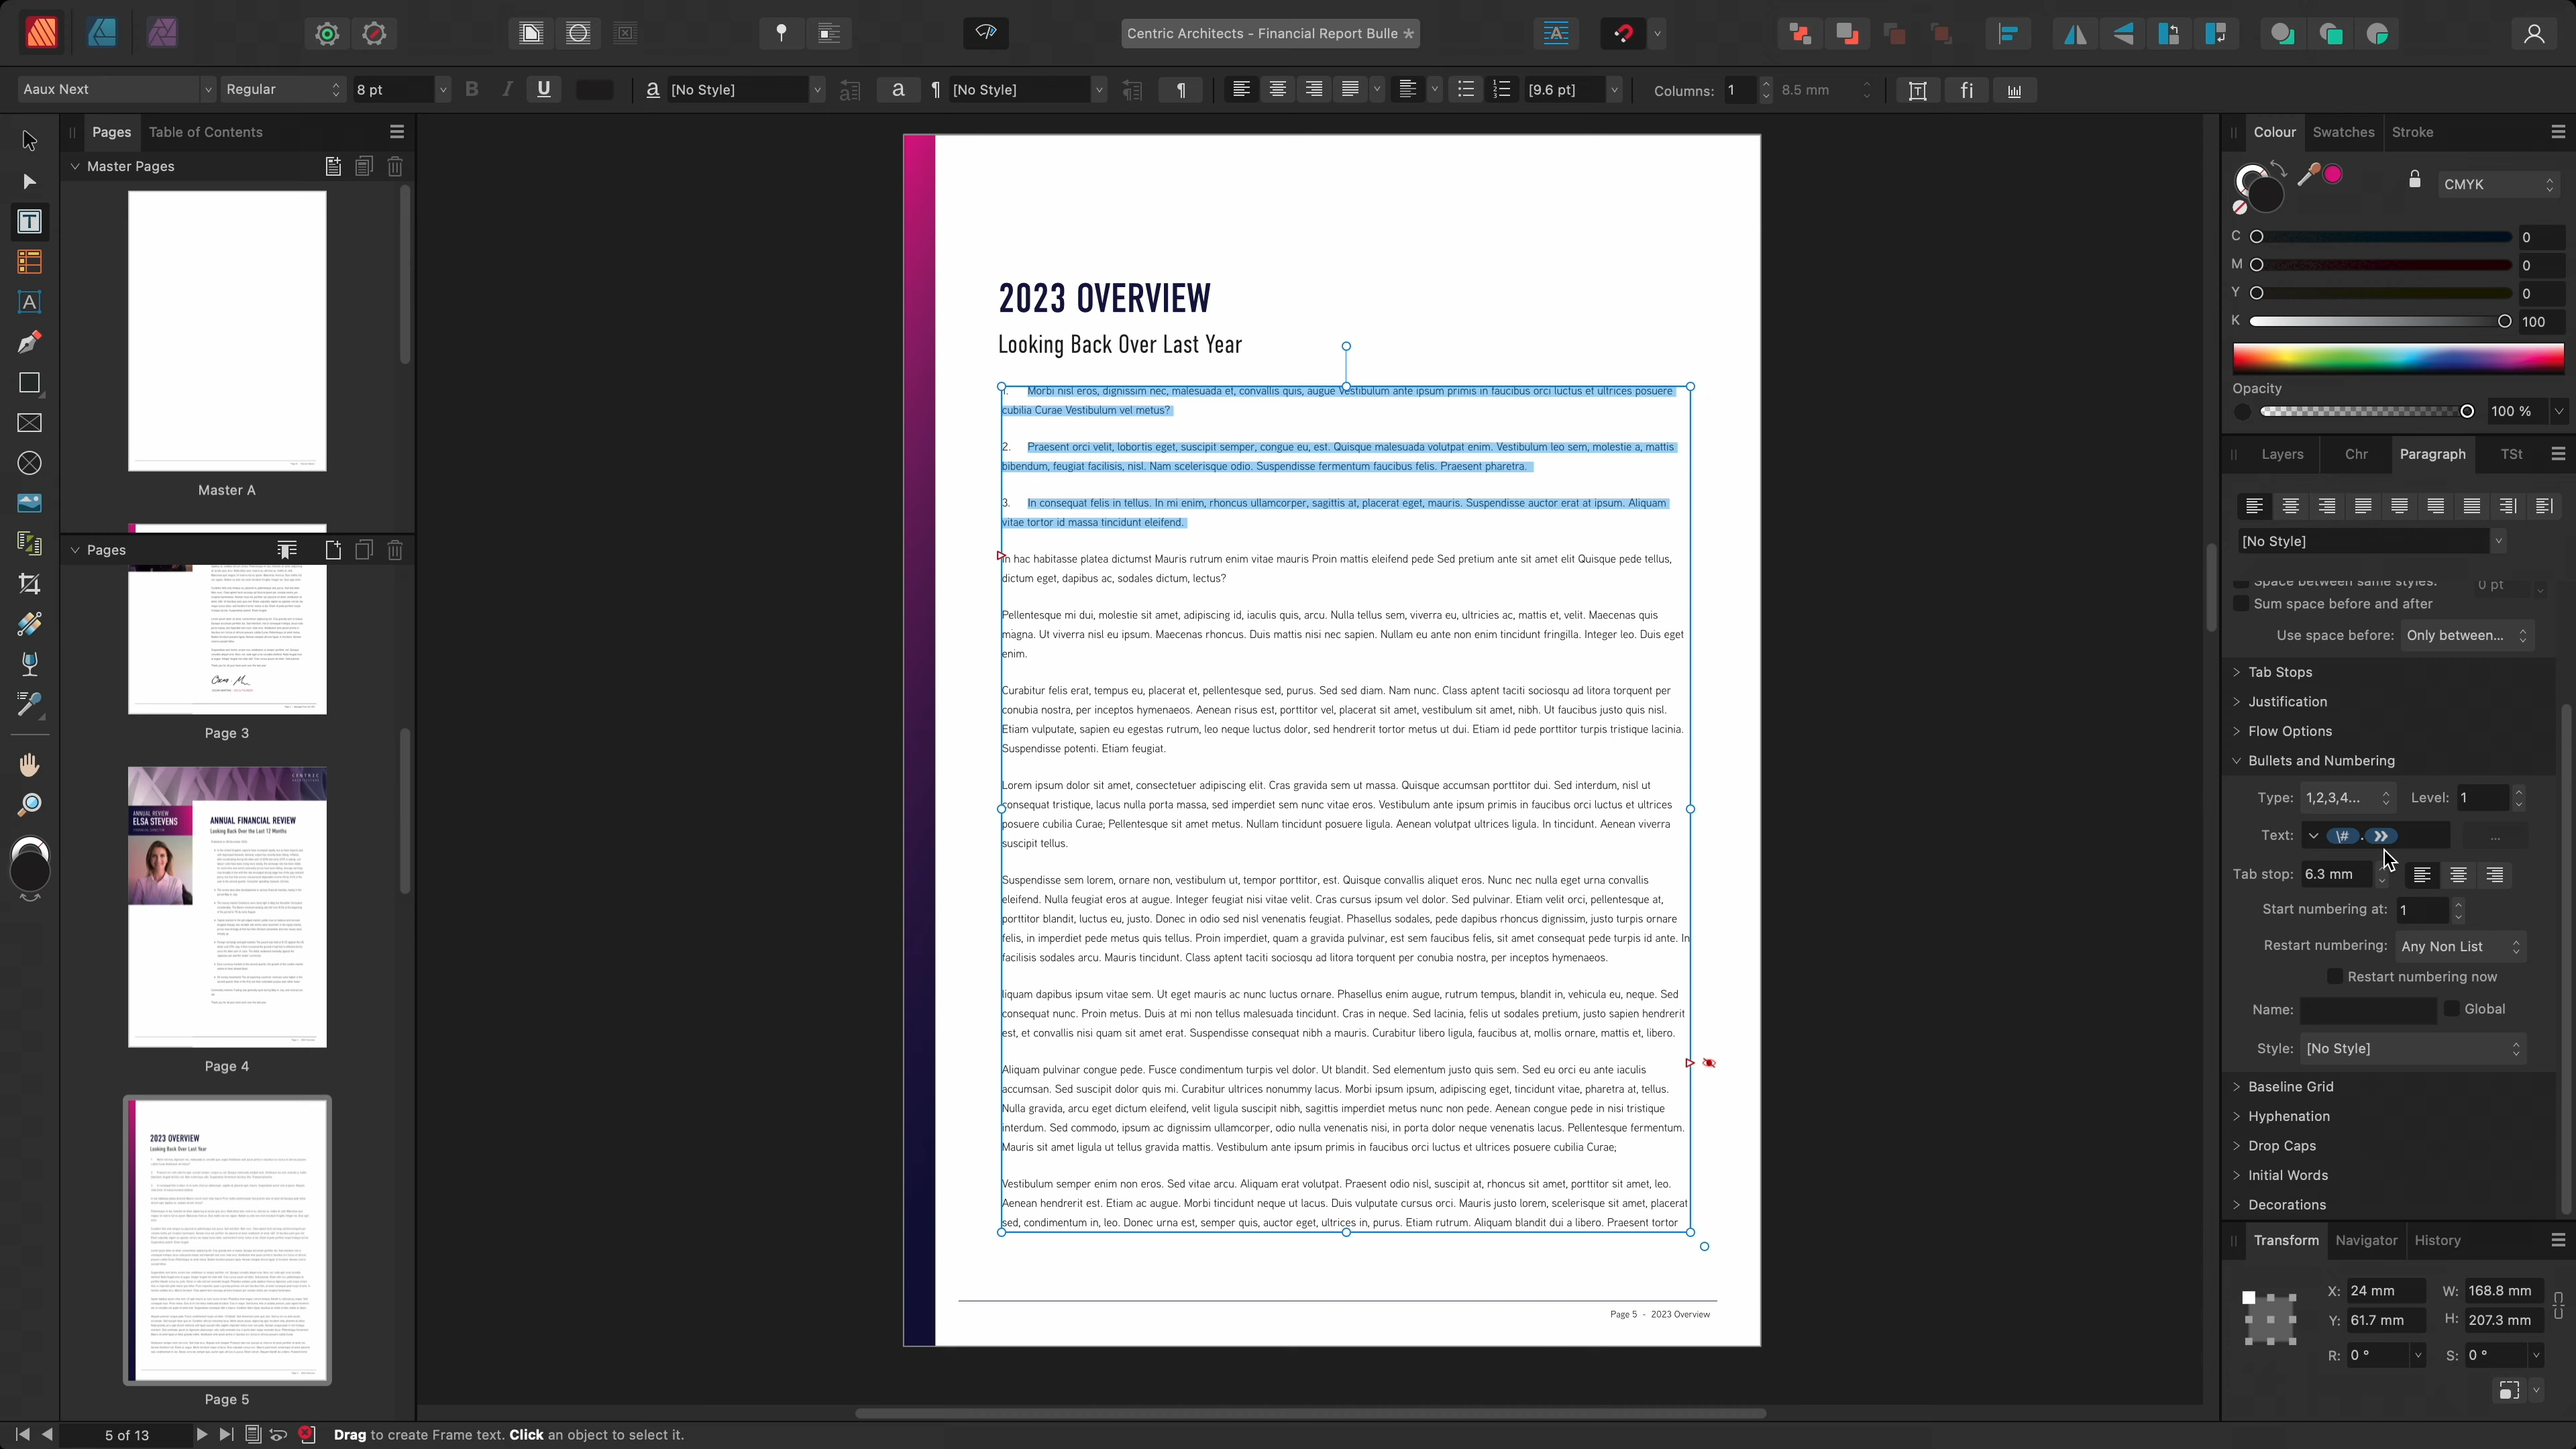 Centric Architects - Financial Report Bulle *
Aaux Next Regular 8 pt B I U a [No Style] a ¶ [No Style] ¶ [9.6 pt] Columns: 1 8.5 mm fi
Pages Table of Contents
Master Pages
Master A
Pages
Page 3
ANNUAL REVIEW
ELSA STEVENS
ANNUAL FINANCIAL REVIEW
Looking Back Over the Last 12 Months
Page 4
2023 OVERVIEW
Looking Back Over Last Year
Page 5
5 of 13
Drag to create Frame text. Click an object to select it.
2023 OVERVIEW
Looking Back Over Last Year
1. Morbi nisl eros, dignissim nec, malesuada et, convallis quis, augue Vestibulum ante ipsum primis in faucibus orci luctus et ultrices posuere
cubilia Curae Vestibulum vel metus?
2. Praesent orci velit, lobortis eget, suscipit semper, congue eu, est. Quisque malesuada volutpat enim. Vestibulum leo sem, molestie a, mattis
bibendum, feugiat facilisis, nisl. Nam scelerisque odio. Suspendisse fermentum faucibus felis. Praesent pharetra.
3. In consequat felis in tellus. In mi enim, rhoncus ullamcorper, sagittis at, placerat eget, mauris. Suspendisse auctor erat at ipsum. Aliquam
vitae tortor id massa tincidunt eleifend.
In hac habitasse platea dictumst Mauris rutrum enim vitae mauris Proin mattis eleifend pede Sed pretium ante sit amet elit Quisque pede tellus,
dictum eget, dapibus ac, sodales dictum, lectus?
Pellentesque mi dui, molestie sit amet, adipiscing id, iaculis quis, arcu. Nulla tellus sem, viverra eu, ultricies ac, mattis et, velit. Maecenas quis
magna. Ut viverra nisl eu ipsum. Maecenas rhoncus. Duis mattis nisi nec sapien. Nullam eu ante non enim tincidunt fringilla. Integer leo. Duis eget
enim.
Curabitur felis erat, tempus eu, placerat et, pellentesque sed, purus. Sed sed diam. Nam nunc. Class aptent taciti sociosqu ad litora torquent per
conubia nostra, per inceptos hymenaeos. Aenean risus est, porttitor vel, placerat sit amet, vestibulum sit amet, nibh. Ut faucibus justo quis nisl.
Etiam vulputate, sapien eu egestas rutrum, leo neque luctus dolor, sed hendrerit tortor metus ut dui. Etiam id pede porttitor turpis tristique lacinia.
Suspendisse potenti. Etiam feugiat.
Lorem ipsum dolor sit amet, consectetuer adipiscing elit. Cras gravida sem ut massa. Quisque accumsan porttitor dui. Sed interdum, nisl ut
consequat tristique, lacus nulla porta massa, sed imperdiet sem nunc vitae eros. Vestibulum ante ipsum primis in faucibus orci luctus et ultrices
posuere cubilia Curae; Pellentesque sit amet metus. Nullam tincidunt posuere ligula. Aenean volutpat ultrices ligula. In tincidunt. Aenean viverra
suscipit tellus.
Suspendisse sem lorem, ornare non, vestibulum ut, tempor porttitor, est. Quisque convallis aliquet eros. Nunc nec nulla eget urna convallis
eleifend. Nulla feugiat eros at augue. Integer feugiat nisi vitae velit. Cras cursus ipsum vel dolor. Sed pulvinar. Etiam velit orci, pellentesque at,
porttitor blandit, luctus eu, justo. Donec in odio sed nisl venenatis feugiat. Phasellus sodales, pede dapibus rhoncus dignissim, justo turpis ornare
felis, in imperdiet pede metus quis tellus. Proin imperdiet, quam a gravida pulvinar, est sem faucibus felis, sit amet consequat pede turpis id ante. In
facilisis sodales arcu. Mauris tincidunt. Class aptent taciti sociosqu ad litora torquent per conubia nostra, per inceptos hymenaeos.
liquam dapibus ipsum vitae sem. Ut eget mauris ac nunc luctus ornare. Phasellus enim augue, rutrum tempus, blandit in, vehicula eu, neque. Sed
consequat nunc. Proin metus. Duis at mi non tellus malesuada tincidunt. Cras in neque. Sed lacinia, felis ut sodales pretium, justo sapien hendrerit
est, et convallis nisi quam sit amet erat. Suspendisse consequat nibh a mauris. Curabitur libero ligula, faucibus at, mollis ornare, mattis et, libero.
Aliquam pulvinar congue pede. Fusce condimentum turpis vel dolor. Ut blandit. Sed elementum justo quis sem. Sed eu orci eu ante iaculis
accumsan. Sed suscipit dolor quis mi. Curabitur ultrices nonummy lacus. Morbi ipsum ipsum, adipiscing eget, tincidunt vitae, pharetra at, tellus.
Nulla gravida, arcu eget dictum eleifend, velit ligula suscipit nibh, sagittis imperdiet metus nunc non pede. Aenean congue pede in nisi tristique
interdum. Sed commodo, ipsum ac dignissim ullamcorper, odio nulla venenatis nisi, in porta dolor neque venenatis lacus. Pellentesque fermentum.
Mauris sit amet ligula ut tellus gravida mattis. Vestibulum ante ipsum primis in faucibus orci luctus et ultrices posuere cubilia Curae;
Vestibulum semper enim non eros. Sed vitae arcu. Aliquam erat volutpat. Praesent odio nisl, suscipit at, rhoncus sit amet, porttitor sit amet, leo.
Aenean hendrerit est. Etiam ac augue. Morbi tincidunt neque ut lacus. Duis vulputate cursus orci. Mauris justo lorem, scelerisque sit amet, placerat
sed, condimentum in, leo. Donec urna est, semper quis, auctor eget, ultrices in, purus. Etiam rutrum. Aliquam blandit dui a libero. Praesent tortor
Page 5 - 2023 Overview
Colour Swatches Stroke
CMYK
C 0
M 0
Y 0
K 100
Opacity
100 %
Layers Chr Paragraph TSt
[No Style]
Space between same styles: 0 pt
Sum space before and after
Use space before: Only between...
Tab Stops
Justification
Flow Options
Bullets and Numbering
Type: 1,2,3,4... Level: 1
Text: \# . ...
Tab stop: 6.3 mm
Start numbering at: 1
Restart numbering: Any Non List
Restart numbering now
Name: Global
Style: [No Style]
Baseline Grid
Hyphenation
Drop Caps
Initial Words
Decorations
Transform Navigator History
X: 24 mm W: 168.8 mm
Y: 61.7 mm H: 207.3 mm
R: 0 ° S: 0 °